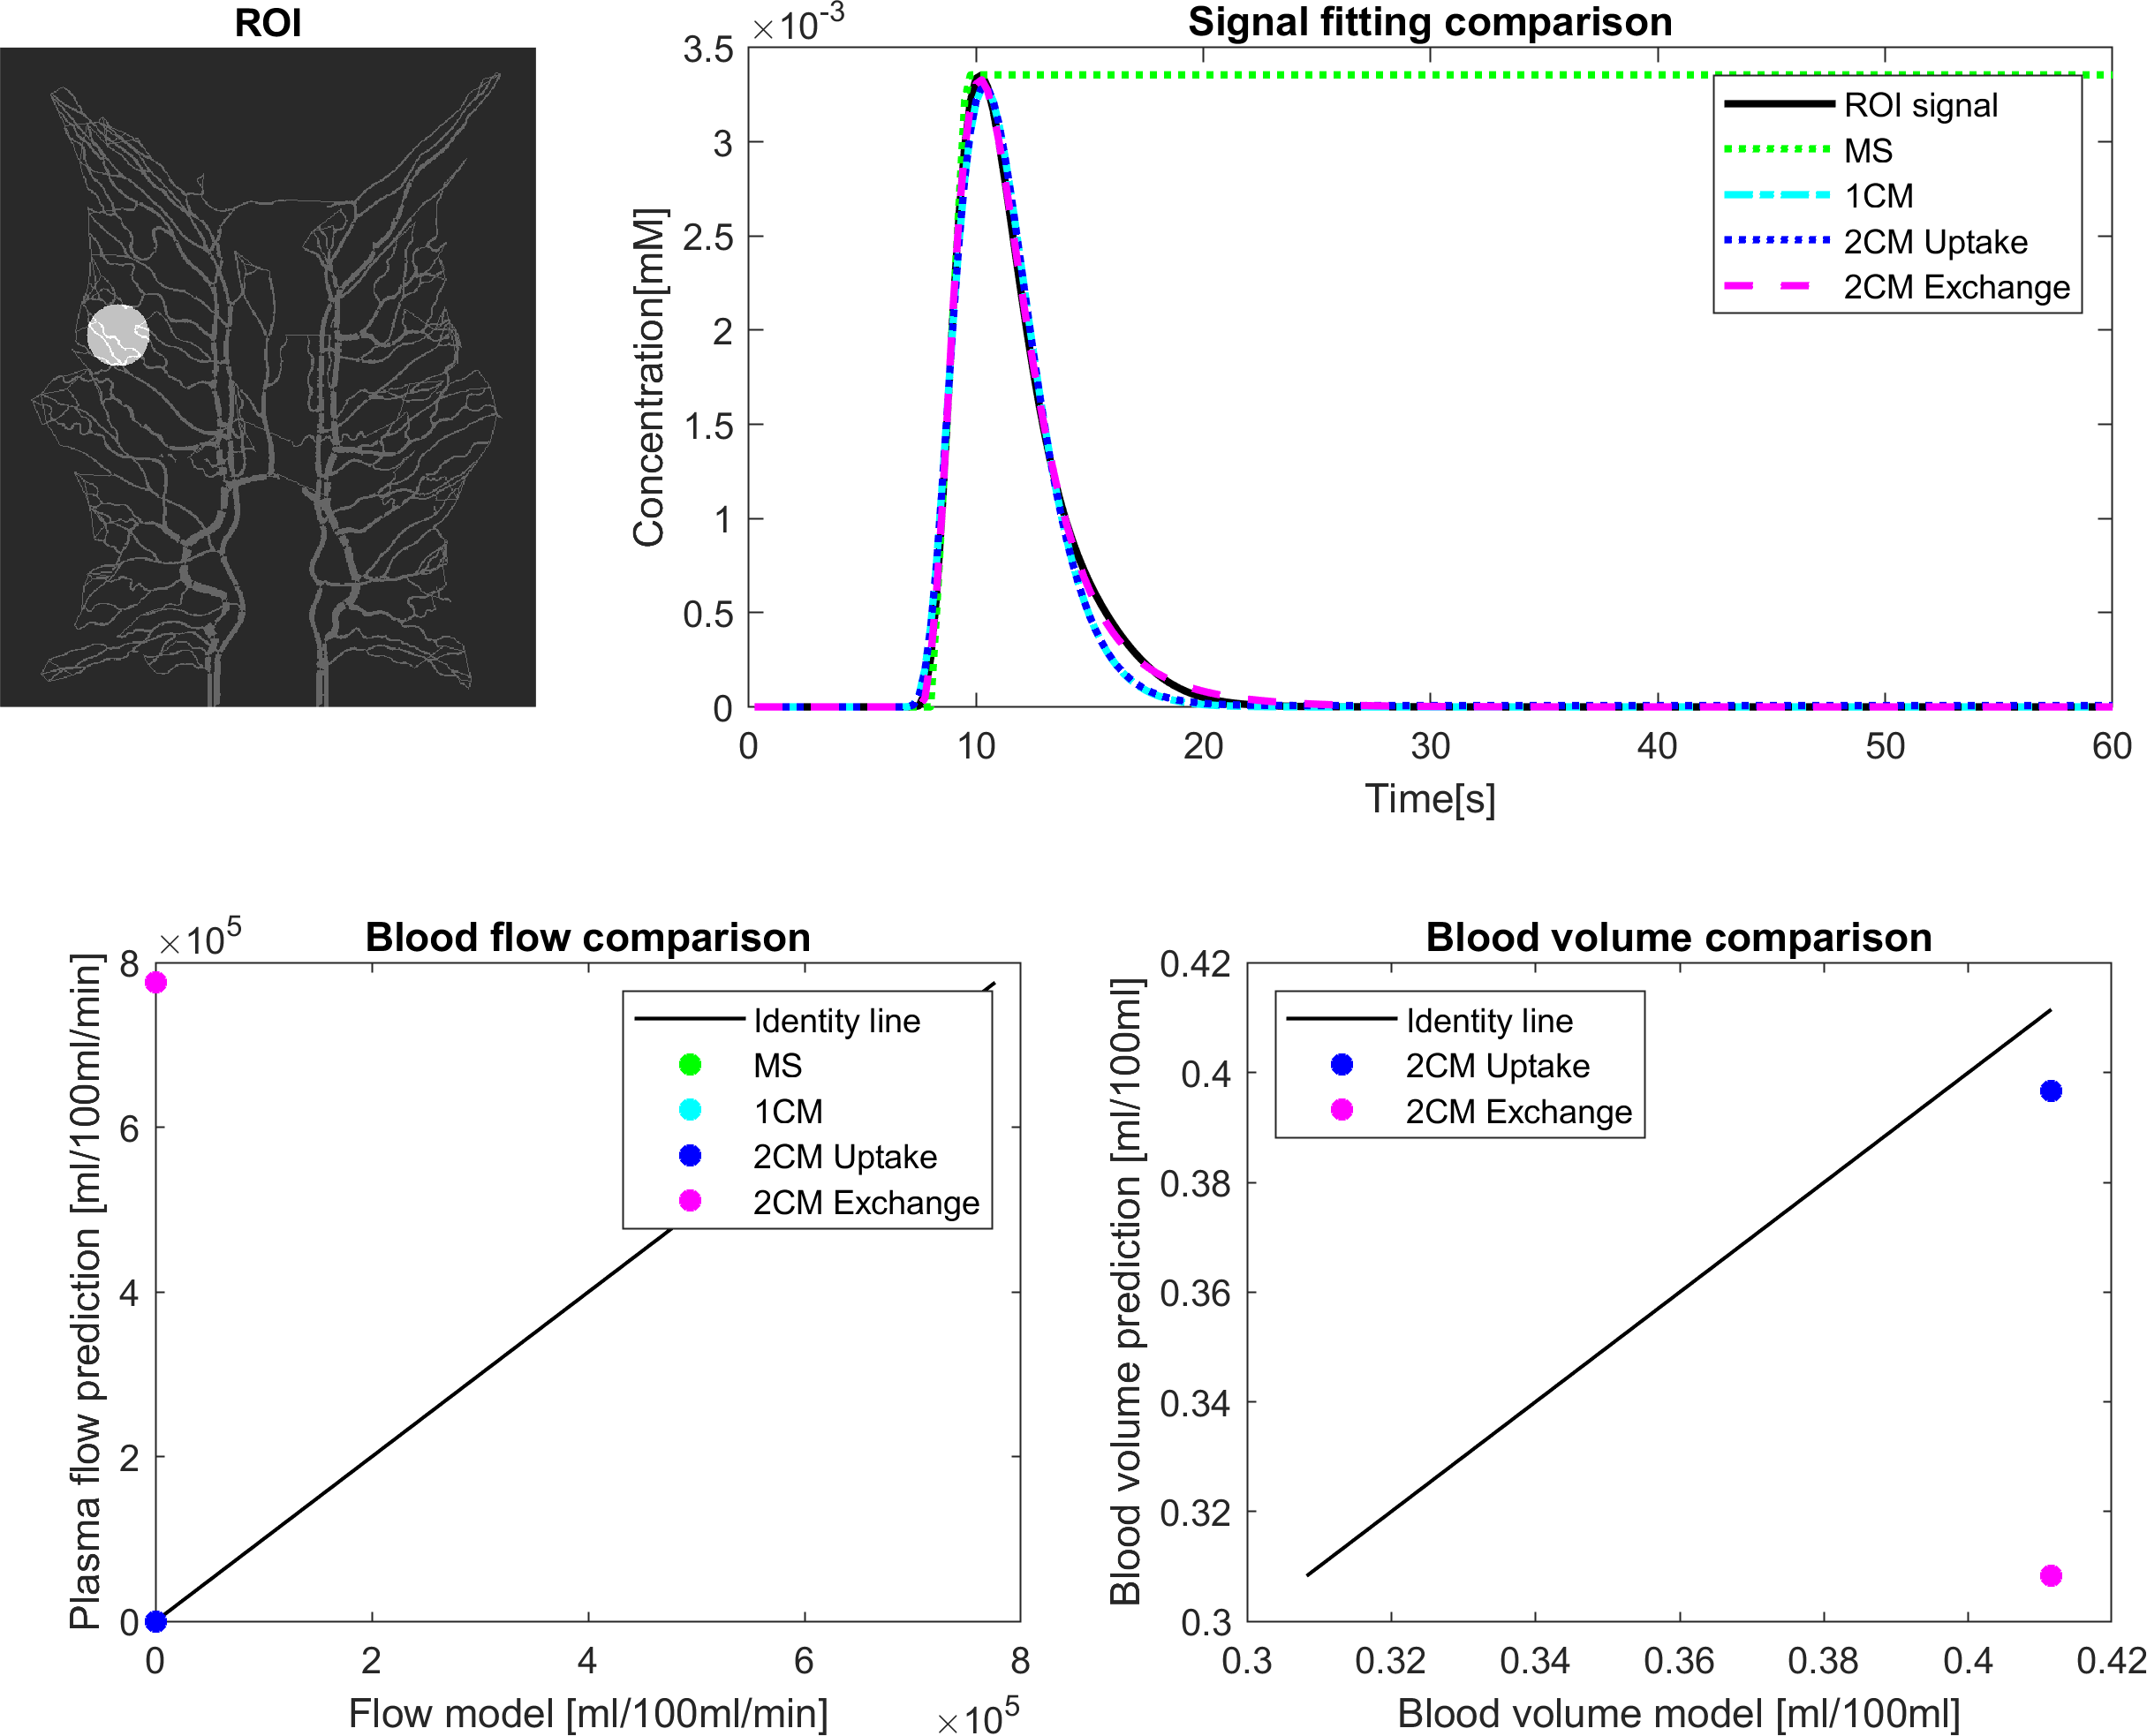 ROI
Signal fitting comparison
×10-3
3.5
3
2.5
2
1.5
1
0.5
0
Concentration[mM]
0 10 20 30 40 50 60
Time[s]
ROI signal
MS
1CM
2CM Uptake
2CM Exchange
Blood flow comparison
×105
8
6
4
2
0
Plasma flow prediction [ml/100ml/min]
0 2 4 6 8
Flow model [ml/100ml/min]
×105
Identity line
MS
1CM
2CM Uptake
2CM Exchange
Blood volume comparison
0.42
0.4
0.38
0.36
0.34
0.32
0.3
Blood volume prediction [ml/100ml]
0.3 0.32 0.34 0.36 0.38 0.4 0.42
Blood volume model [ml/100ml]
Identity line
2CM Uptake
2CM Exchange